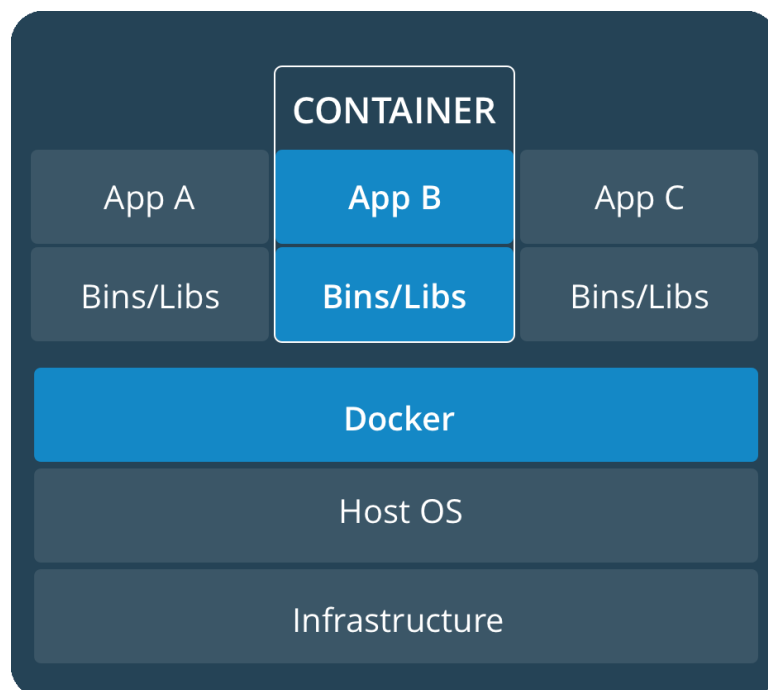 CONTAINER
App A
App B
App C
Bins/Libs
Bins/Libs
Bins/Libs
Docker
Host OS
Infrastructure